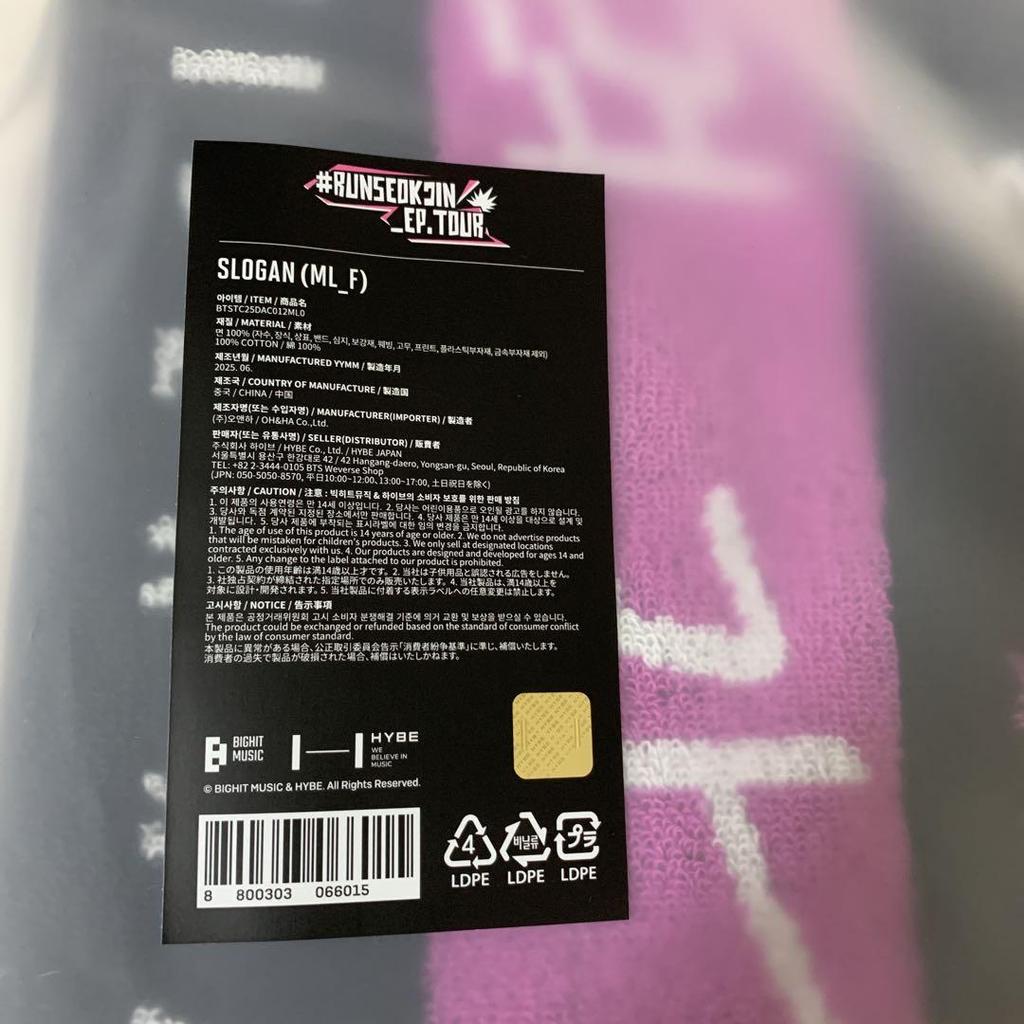 #RUNSEOKJIN
_EP.TOUR
SLOGAN (ML_F)
아이템 / ITEM / 商品名
BTSTC25DAC012ML0
재질 / MATERIAL / 素材
면 100% (자수, 장식, 상표, 밴드, 심지, 보강재, 웨빙, 고무, 프린트, 플라스틱부자재, 금속부자재 제외)
100% COTTON / 綿 100%
제조년월 / MANUFACTURED YYMM / 製造年月
2025. 06.
제조국 / COUNTRY OF MANUFACTURE / 製造国
중국 / CHINA / 中国
제조자명(또는 수입자명) / MANUFACTURER(IMPORTER) / 製造者
(주)오앤하 / OH&HA Co.,Ltd.
판매자(또는 유통사명) / SELLER(DISTRIBUTOR) / 販賣者
주식회사 하이브 / HYBE Co., Ltd. / HYBE JAPAN
서울특별시 용산구 한강대로 42 / 42 Hangang-daero, Yongsan-gu, Seoul, Republic of Korea
TEL: +82 2-3444-0105 BTS Weverse Shop
(JPN: 050-5050-8570, 平日10:00~12:00、13:00~17:00, 土日祝日を除く)
주의사항 / CAUTION / 注意 : 빅히트뮤직 & 하이브의 소비자 보호를 위한 판매 방침
1. 이 제품의 사용연령은 만 14세 이상입니다. 2. 당사는 어린이용품으로 오인될 광고를 하지 않습니다.
3. 당사와 독점 계약된 지정된 장소에서만 판매합니다. 4. 당사 제품은 만 14세 이상을 대상으로 설계 및
개발됩니다. 5. 당사 제품에 부착되는 표시라벨에 대한 임의 변경을 금지합니다.
1. The age of use of this product is 14 years of age or older. 2. We do not advertise products
that will be mistaken for children's products. 3. We only sell at designated locations
contracted exclusively with us. 4. Our products are designed and developed for ages 14 and
older. 5. Any change to the label attached to our product is prohibited.
1. この製品の使用年齢は満14歳以上才です。2. 当社は子供用品と誤認される広告をしません。
3. 社独占契約が締結された指定場所でのみ販売いたします。4. 当社製品は、満14歳以上を
対象に設計・開発されます。5. 当社製品に付着する表示ラベルへの任意変更は禁止します。
고시사항 / NOTICE / 告示事項
본 제품은 공정거래위원회 고시 소비자 분쟁해결 기준에 의거 교환 및 보상을 받으실 수 있습니다.
The product could be exchanged or refunded based on the standard of consumer conflict
by the law of consumer standard.
本製品に異常がある場合、公正取引委員会告示「消費者紛争基準」に準じ、補償いたします。
消費者の過失で製品が破損された場合、補償はいたしかねます。
BIGHIT
MUSIC
HYBE
WE
BELIEVE IN
MUSIC
© BIGHIT MUSIC & HYBE. All Rights Reserved.
8 800303 066015
4
LDPE
비닐류
LDPE
プラ
LDPE